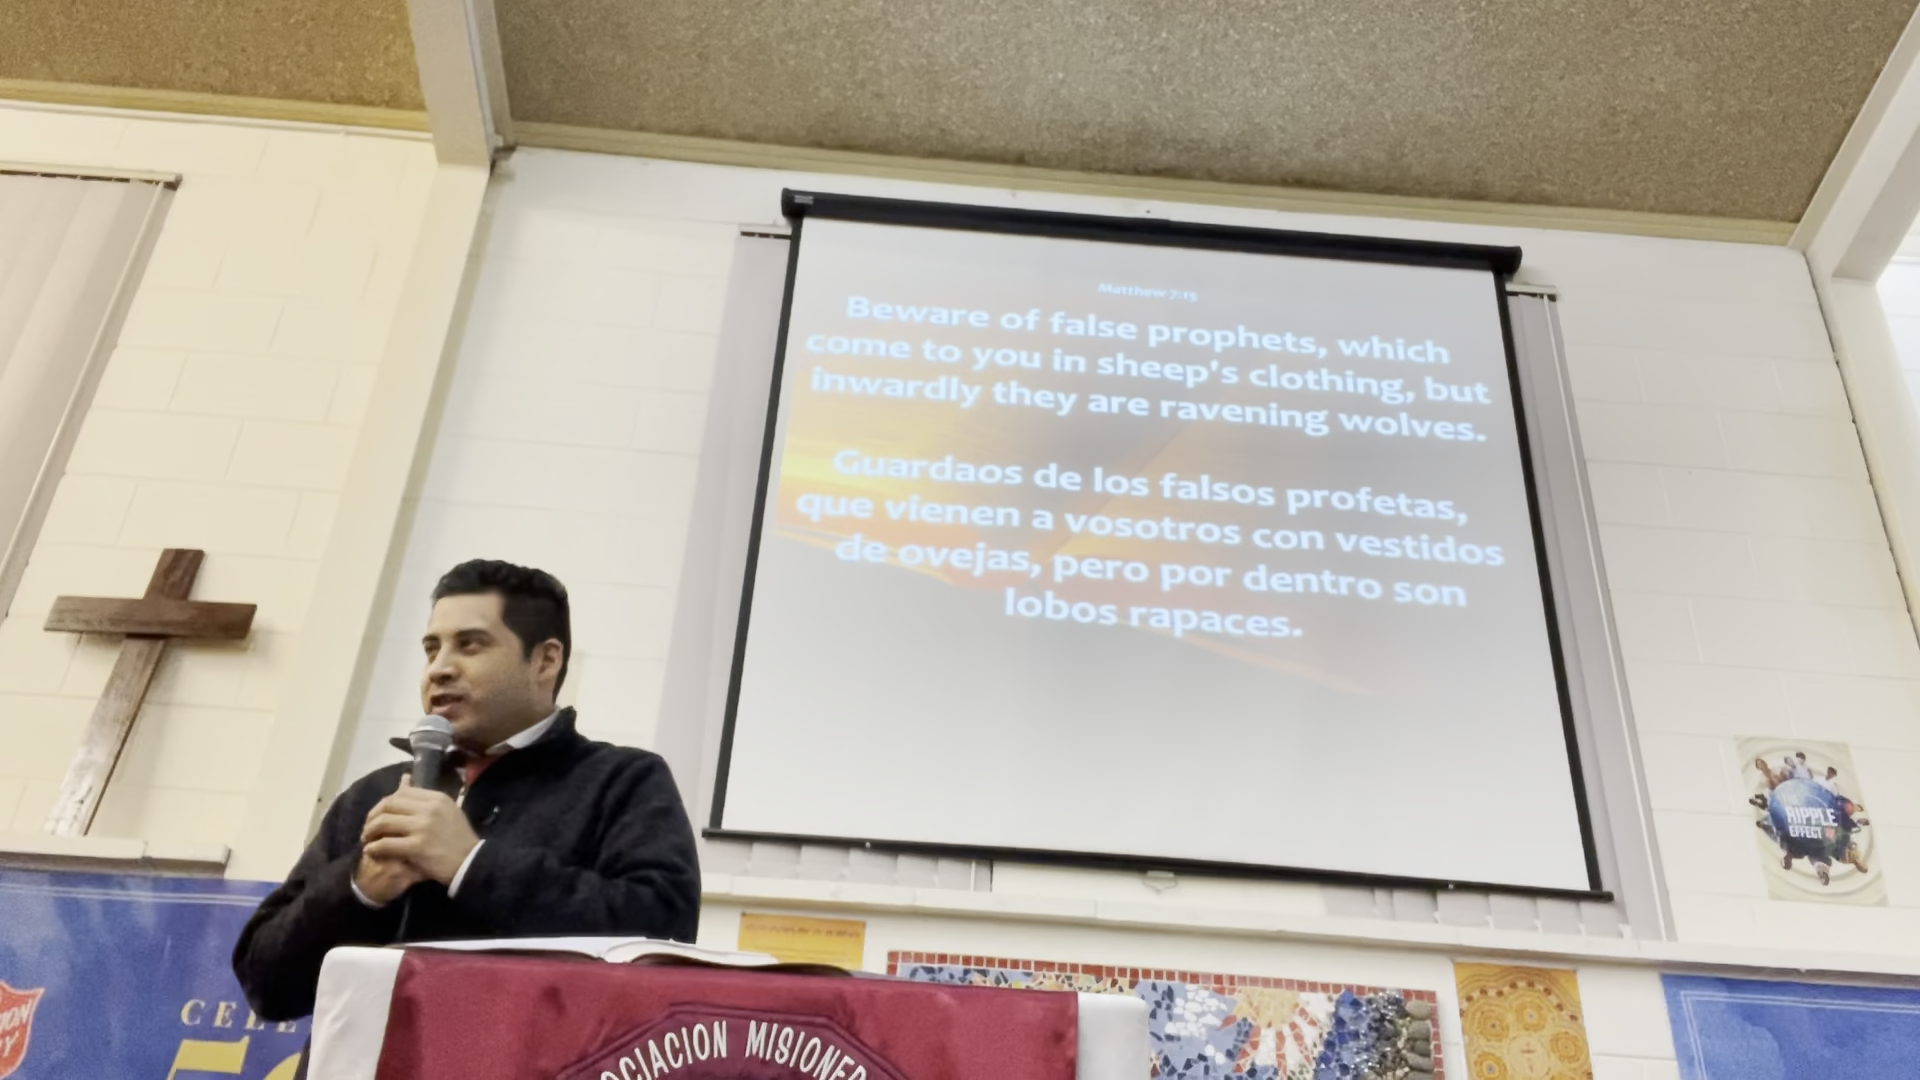 Matthew 7:15
Beware of false prophets, which
come to you in sheep's clothing, but
inwardly they are ravening wolves.
Guardaos de los falsos profetas,
que vienen a vosotros con vestidos
de ovejas, pero por dentro son
lobos rapaces.
RIPPLE
EFFECT
CELE
OCIACION MISIONER